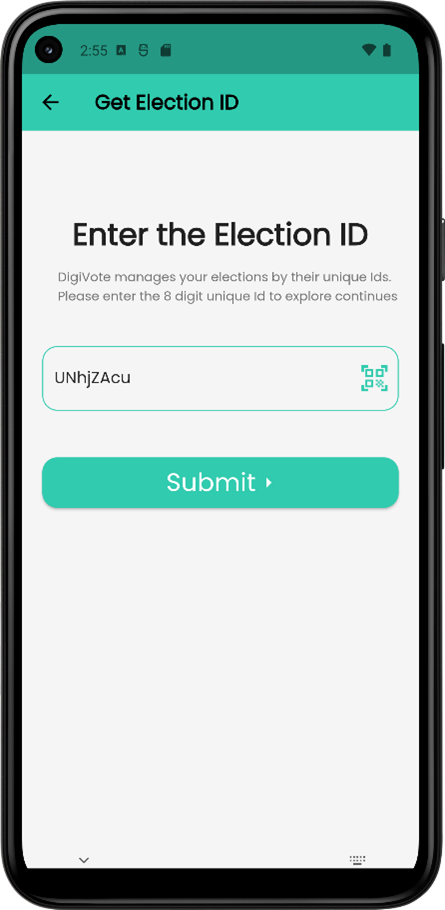 2:55
Get Election ID
Enter the Election ID
DigiVote manages your elections by their unique Ids.
Please enter the 8 digit unique Id to explore continues
UNhjZAcu
Submit